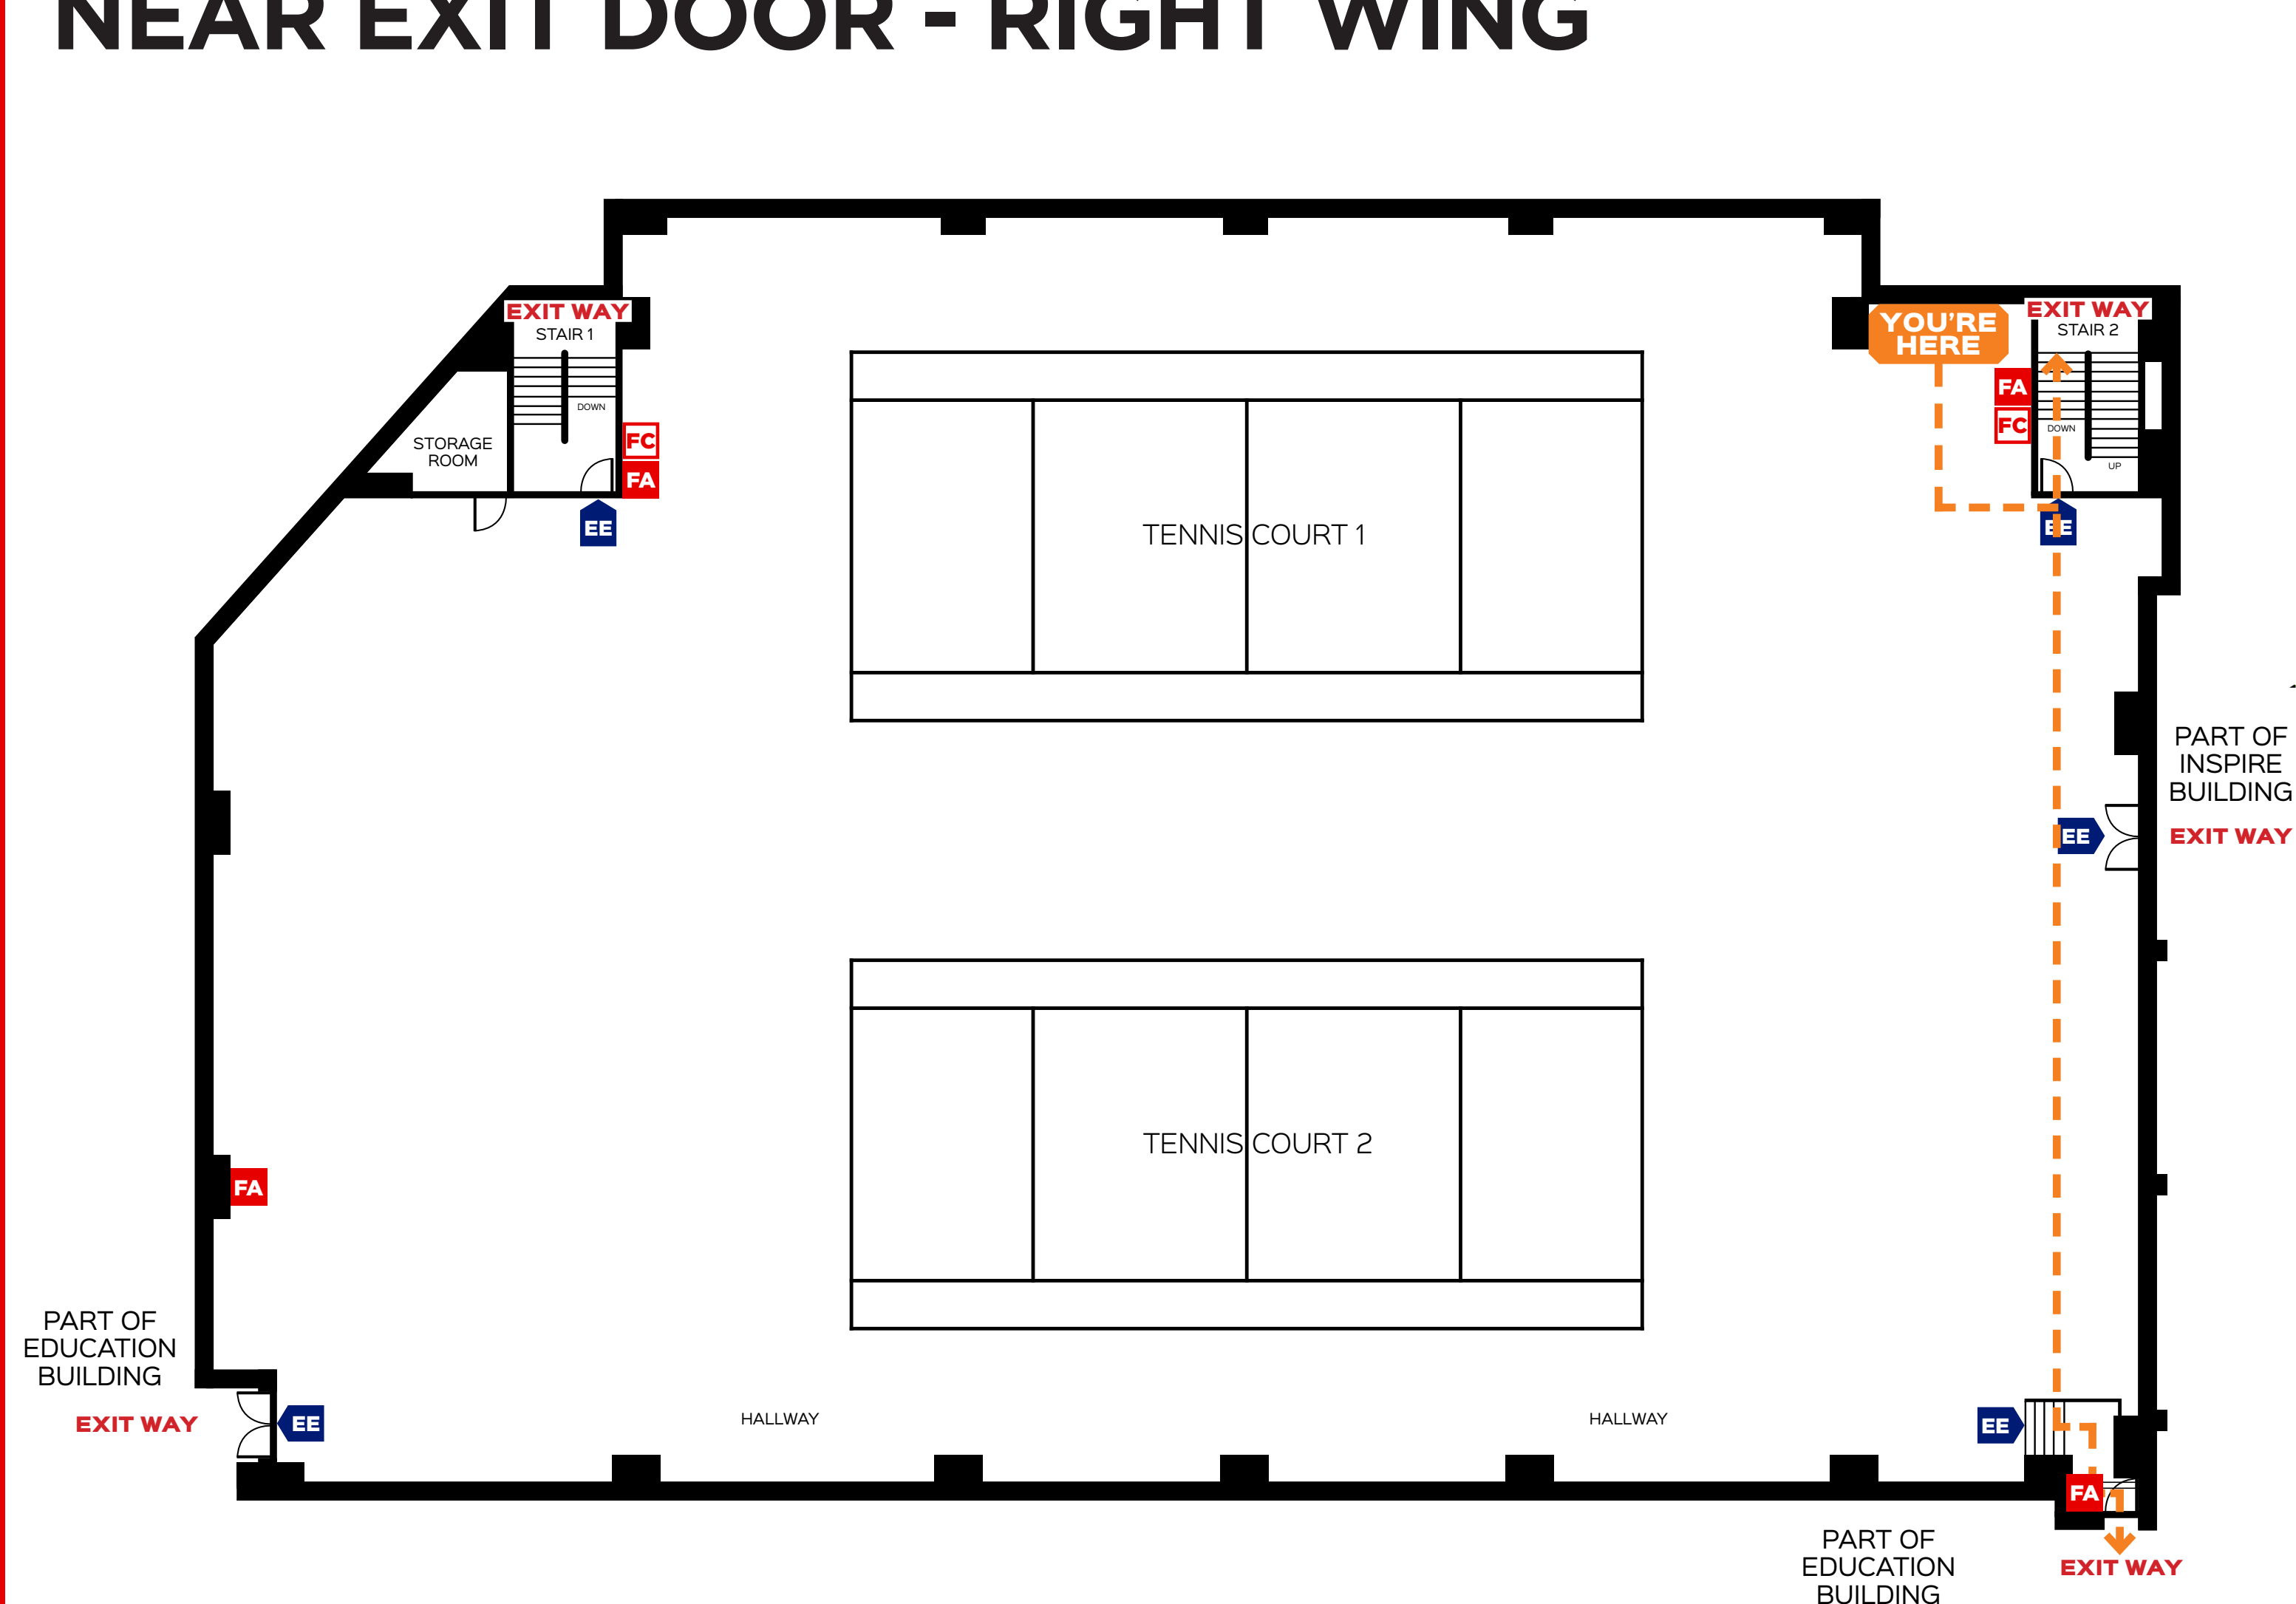 NEAR EXIT DOOR - RIGHT WING
EXIT WAY
STAIR 1
DOWN
STORAGE
ROOM
FC
FA
EE
YOU'RE
HERE
EXIT WAY
STAIR 2
FA
FC
DOWN
UP
EE
TENNIS COURT 1
PART OF
INSPIRE
BUILDING
EE
EXIT WAY
TENNIS COURT 2
FA
PART OF
EDUCATION
BUILDING
EXIT WAY
EE
HALLWAY
HALLWAY
EE
FA
PART OF
EDUCATION
BUILDING
EXIT WAY